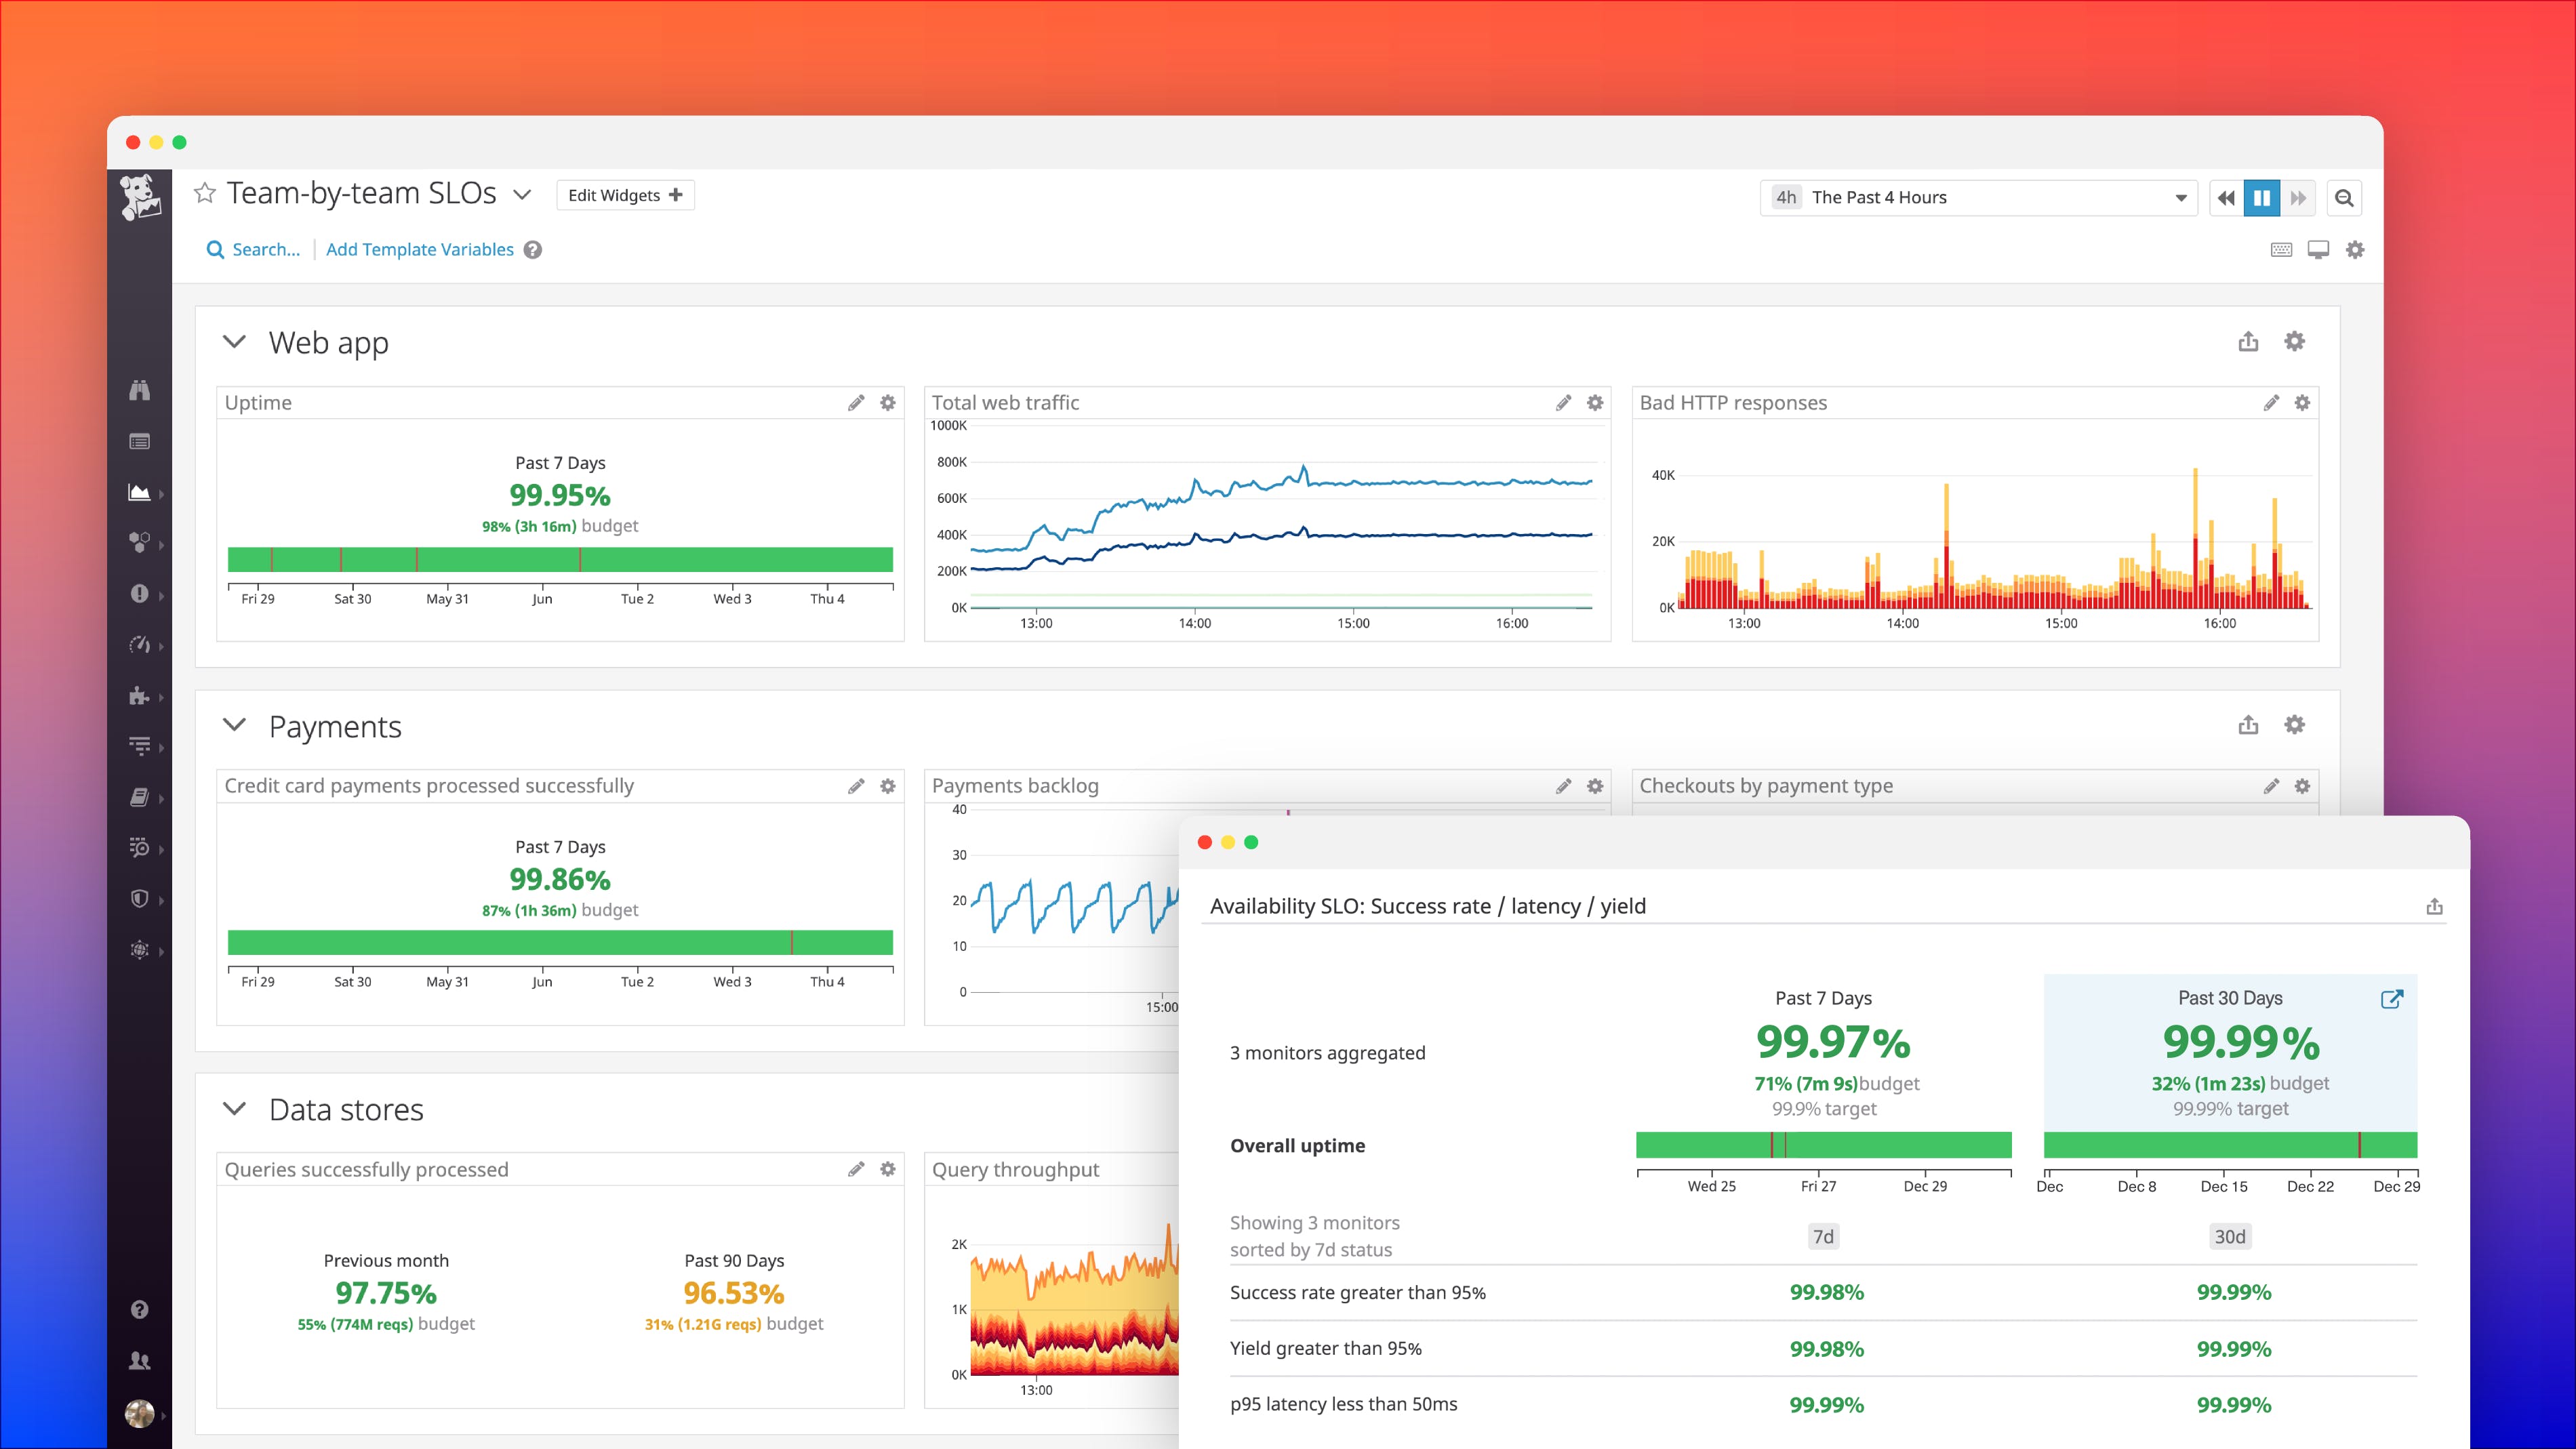 Team-by-team SLOs
Edit Widgets +
4h The Past 4 Hours
Search...
Add Template Variables ?
Web app
Uptime
Past 7 Days
99.95%
98% (3h 16m) budget
Fri 29 Sat 30 May 31 Jun Tue 2 Wed 3 Thu 4
Total web traffic
1000K
800K
600K
400K
200K
0K
13:00 14:00 15:00 16:00
Bad HTTP responses
40K
20K
0K
13:00 14:00 15:00 16:00
Payments
Credit card payments processed successfully
Past 7 Days
99.86%
87% (1h 36m) budget
Fri 29 Sat 30 May 31 Jun Tue 2 Wed 3 Thu 4
Payments backlog
40
30
20
10
0
15:00
Checkouts by payment type
Data stores
Queries successfully processed
Previous month
97.75%
55% (774M reqs) budget
Past 90 Days
96.53%
31% (1.21G reqs) budget
Query throughput
2K
1K
0K
13:00
Availability SLO: Success rate / latency / yield
3 monitors aggregated
Past 7 Days
99.97%
71% (7m 9s)budget
99.9% target
Past 30 Days
99.99%
32% (1m 23s) budget
99.99% target
Overall uptime
Wed 25 Fri 27 Dec 29
Dec Dec 8 Dec 15 Dec 22 Dec 29
Showing 3 monitors
sorted by 7d status
7d 30d
Success rate greater than 95% 99.98% 99.99%
Yield greater than 95% 99.98% 99.99%
p95 latency less than 50ms 99.99% 99.99%